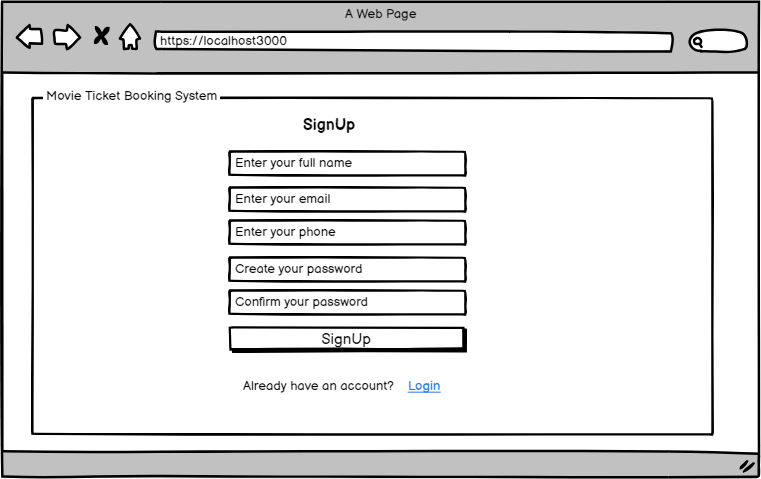 A Web Page
https://localhost3000
Movie Ticket Booking System
SignUp
Enter your full name
Enter your email
Enter your phone
Create your password
Confirm your password
SignUp
Already have an account? Login